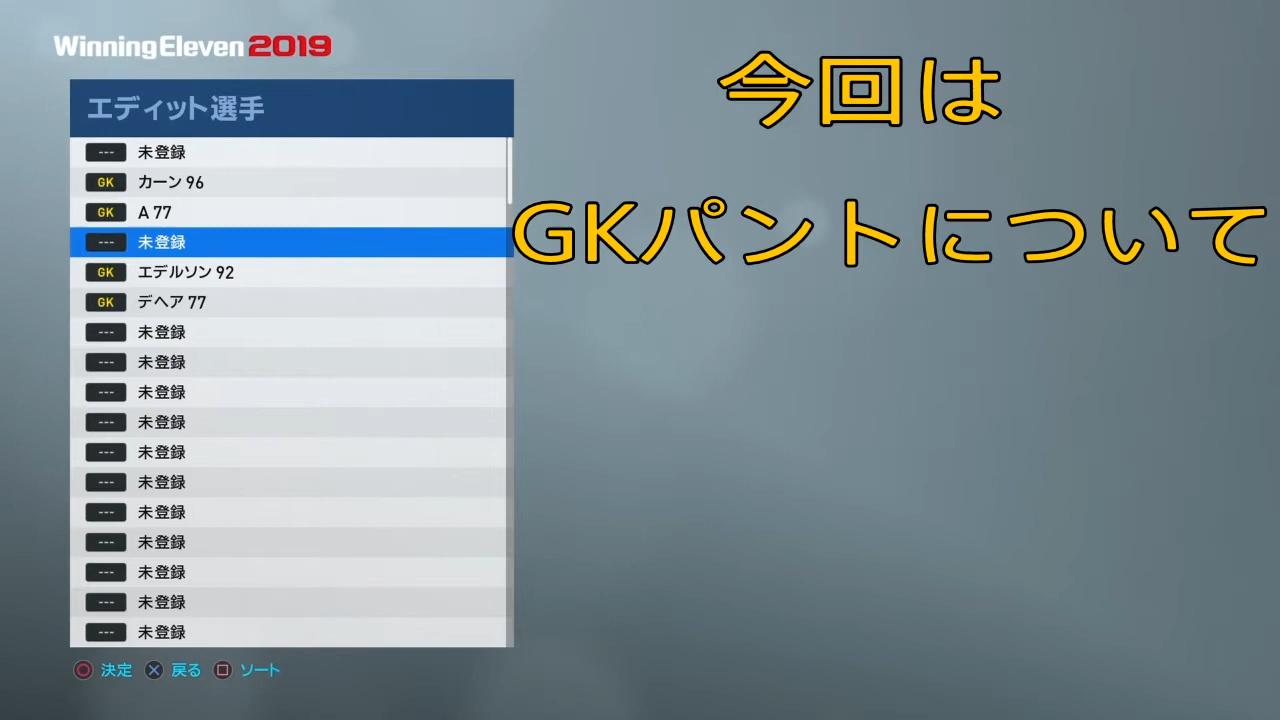 Winning Eleven 2019
エディット選手
--- 未登録
GK カーン 96
GK A 77
--- 未登録
GK エデルソン 92
GK デヘア 77
--- 未登録
--- 未登録
--- 未登録
--- 未登録
--- 未登録
--- 未登録
--- 未登録
--- 未登録
--- 未登録
--- 未登録
--- 未登録
決定 戻る ソート
今回は
GKパントについて